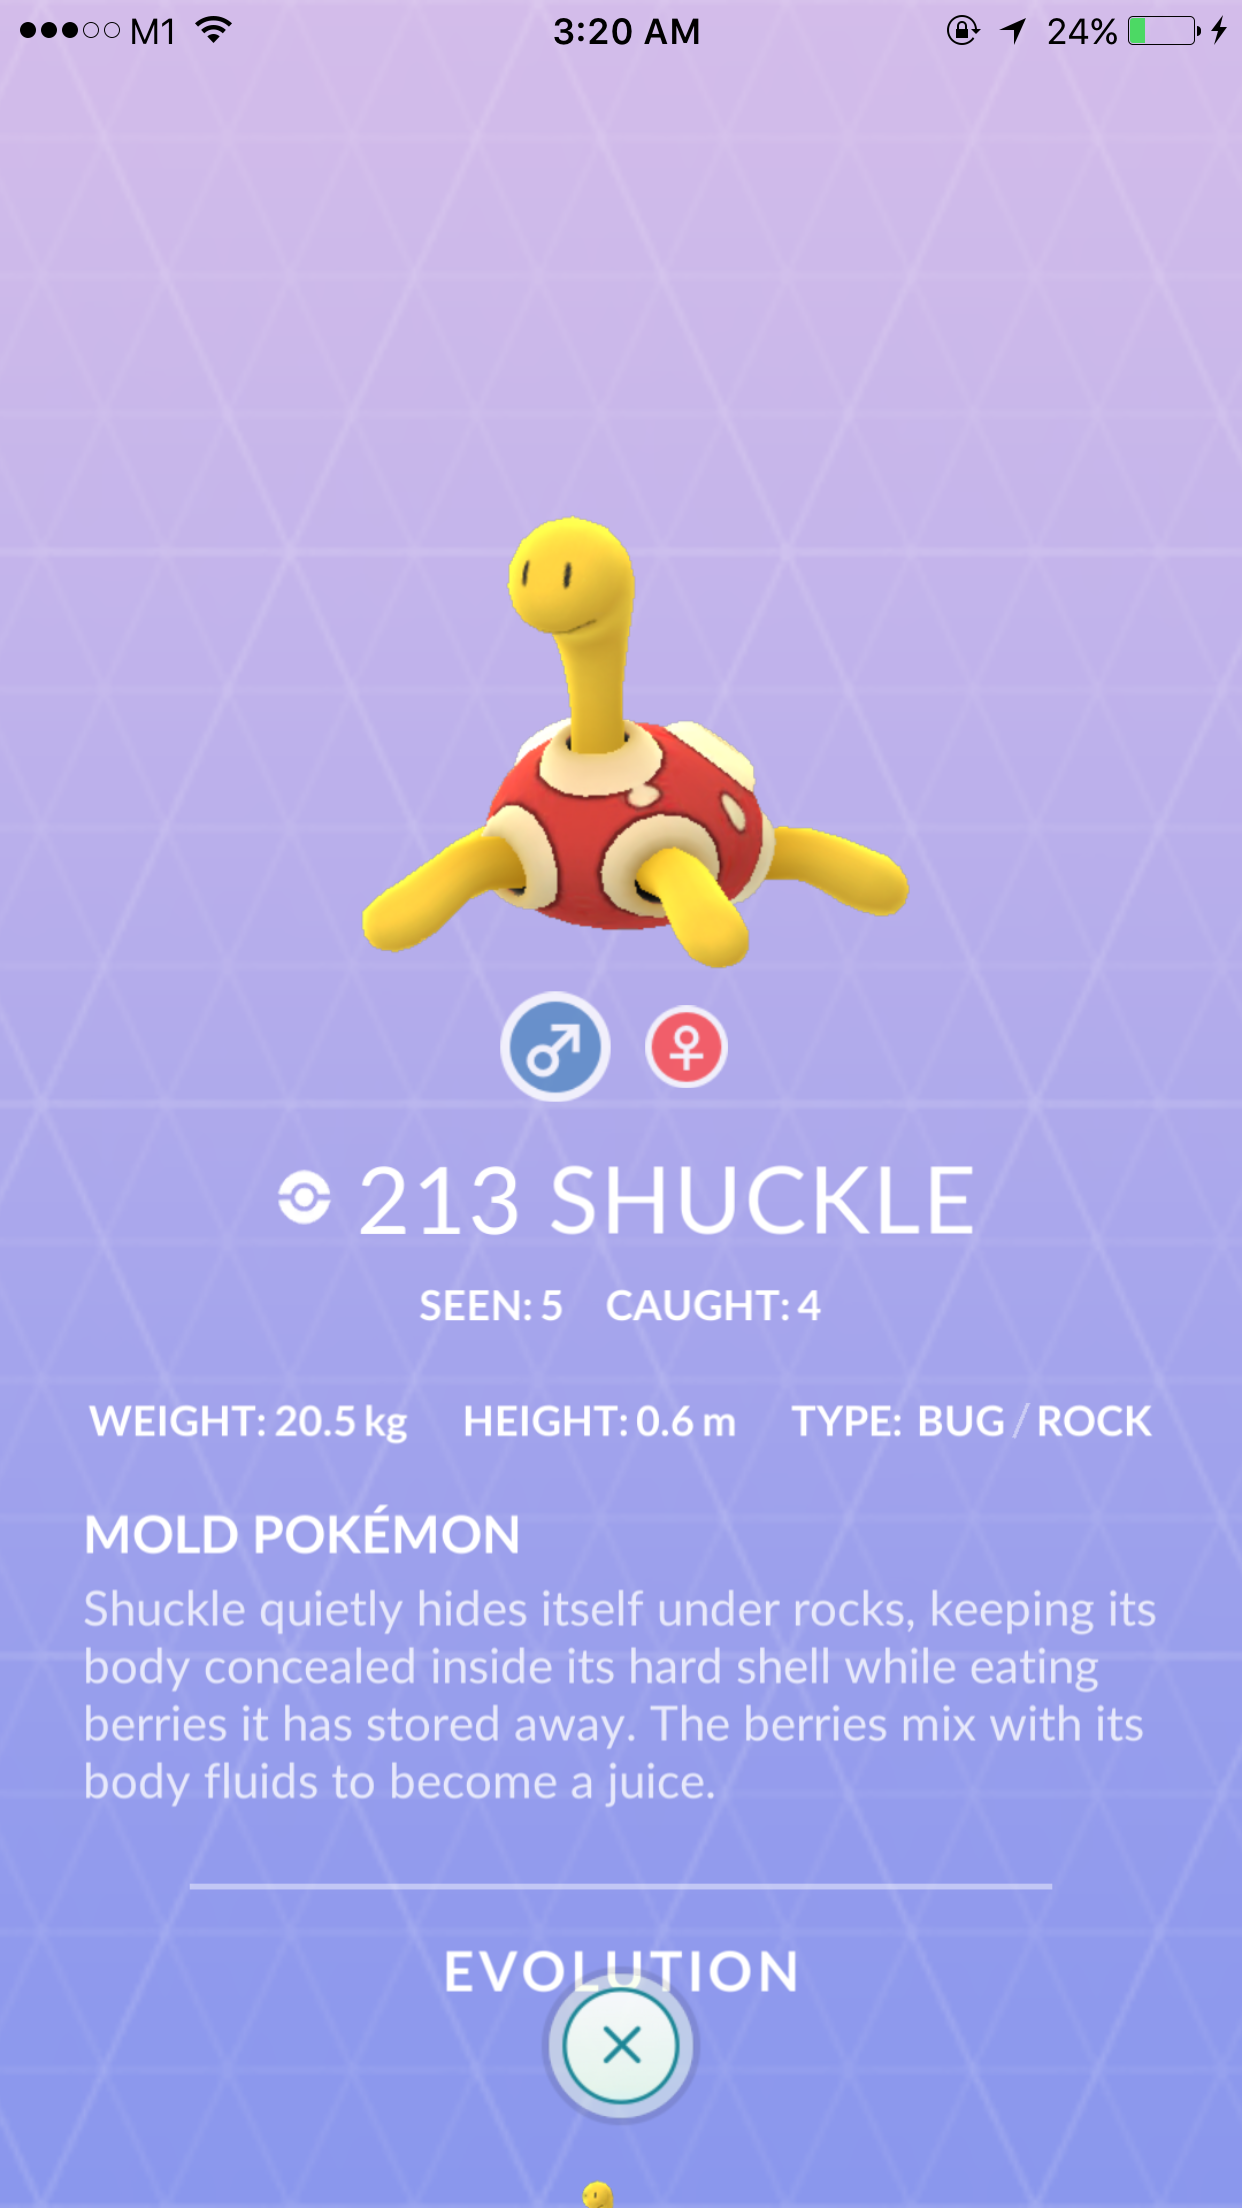 M1 3:20 AM 24%
213 SHUCKLE
SEEN: 5 CAUGHT: 4
WEIGHT: 20.5 kg HEIGHT: 0.6 m TYPE: BUG / ROCK
MOLD POKÉMON
Shuckle quietly hides itself under rocks, keeping its
body concealed inside its hard shell while eating
berries it has stored away. The berries mix with its
body fluids to become a juice.
EVOLUTION